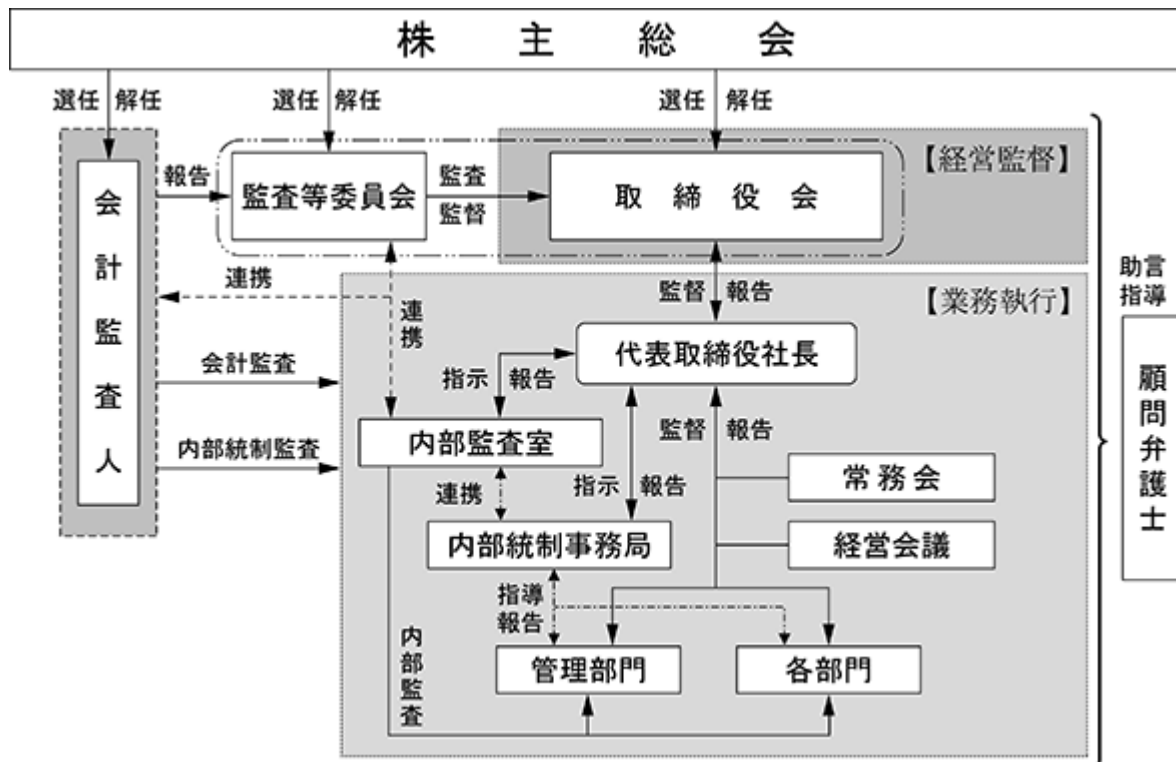 株主総会
選任 解任
選任 解任
選任 解任
【経営監督】
会計監査人
報告
監査等委員会
監査
監督
取締役会
連携
連携
監督 報告
【業務執行】
助言
指導
顧問弁護士
代表取締役社長
会計監査
指示 報告
内部監査室
監督 報告
内部統制監査
連携
指示 報告
常務会
内部統制事務局
経営会議
指導
報告
内部監査
管理部門
各部門